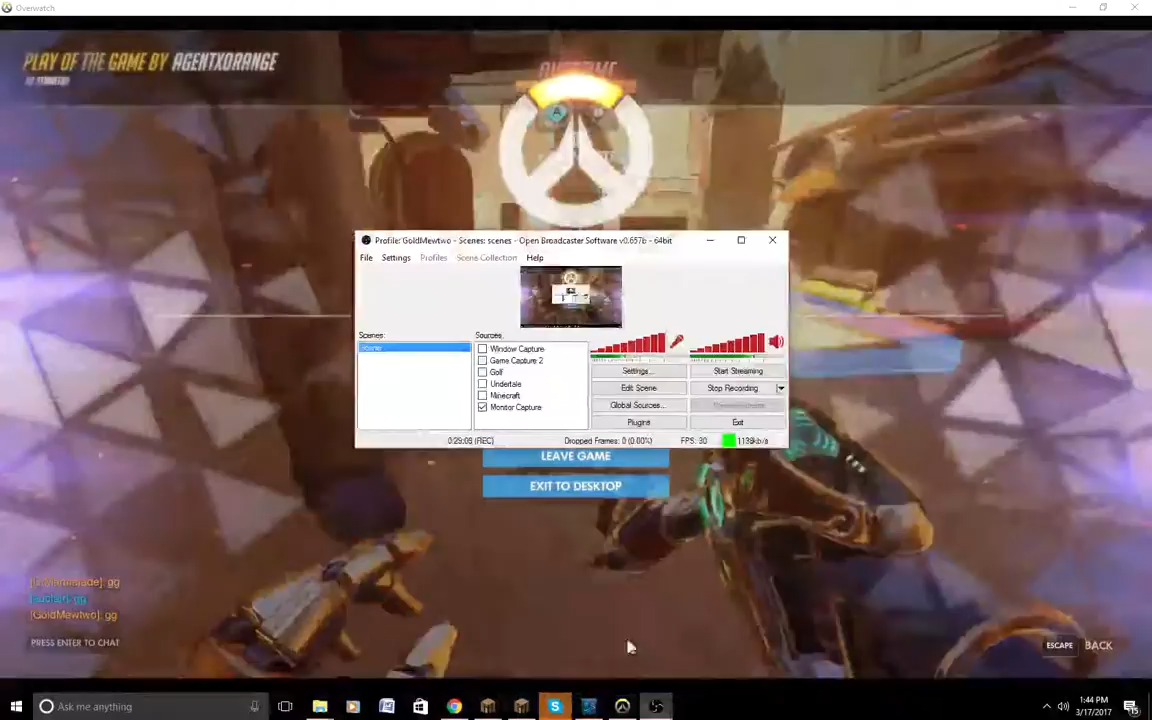 Overwatch
PLAY OF THE GAME BY AGENTXORANGE
OVERTIME
A
Profile: GoldMewtwo - Scenes: scenes - Open Broadcaster Software v0.657b - 64bit
File Settings Profiles Scene Collection Help
Scenes:
Sources
Window Capture
Game Capture 2
Golf
Undertale
Minecraft
Monitor Capture
Settings...
Start Streaming
Edit Scene
Stop Recording
Global Sources...
Plugins
Exit
0:29:08 (REC)
Dropped Frames: 0 (0.00%)
FPS: 30
LEAVE GAME
EXIT TO DESKTOP
gg
gg
[GoldMewtwo]: gg
PRESS ENTER TO CHAT
ESCAPE BACK
Ask me anything
1:44 PM
3/17/2017
15